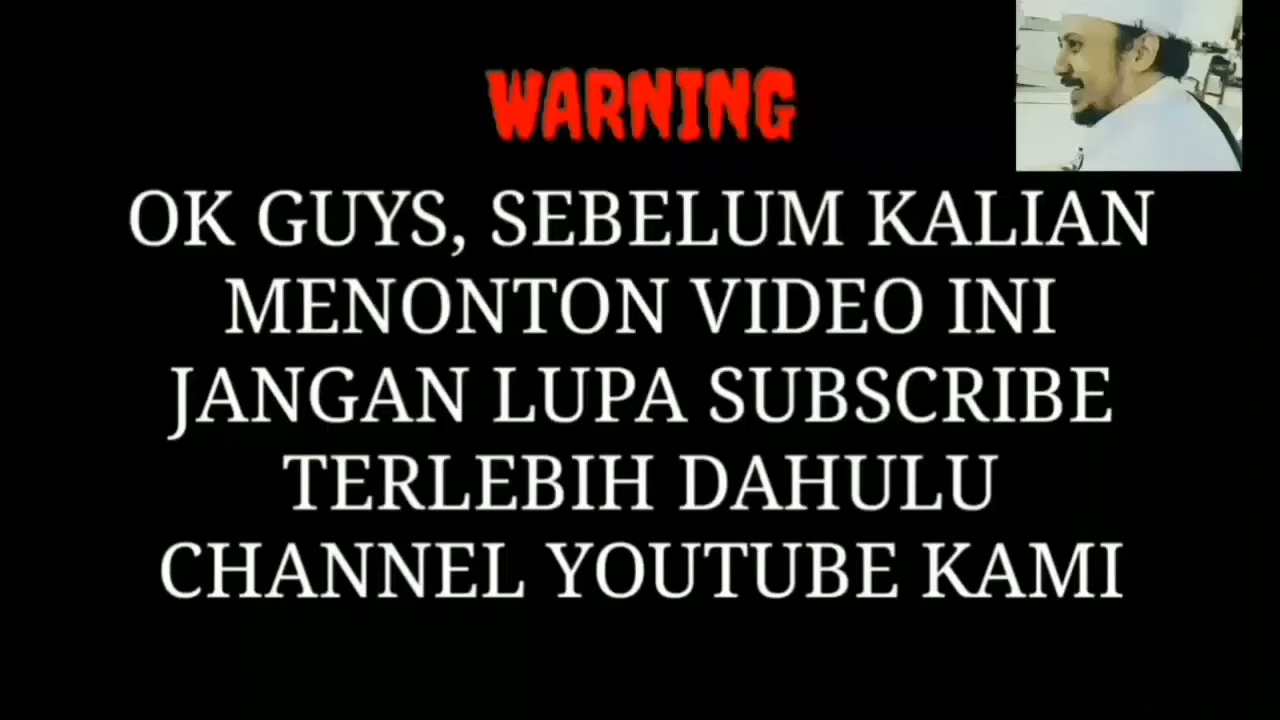 WARNING
OK GUYS, SEBELUM KALIAN
MENONTON VIDEO INI
JANGAN LUPA SUBSCRIBE
TERLEBIH DAHULU
CHANNEL YOUTUBE KAMI